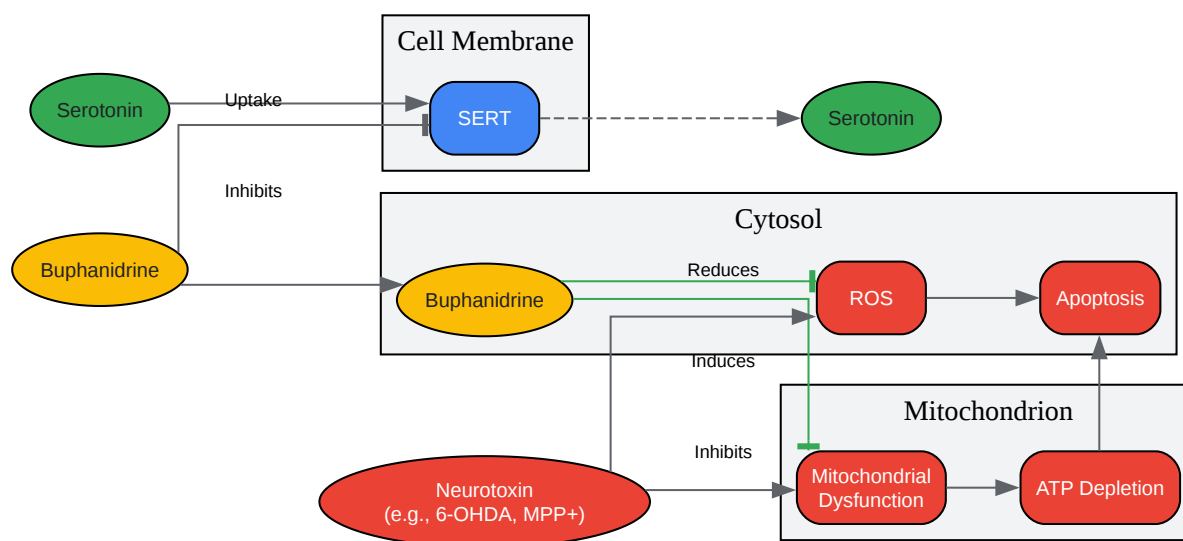 Cell Membrane
Serotonin
Uptake
SERT
Serotonin
Inhibits
Cytosol
Buphanidrine
Buphanidrine
Reduces
ROS
Apoptosis
Induces
Mitochondrion
Inhibits
Neurotoxin
(e.g., 6-OHDA, MPP+)
Mitochondrial
Dysfunction
ATP Depletion